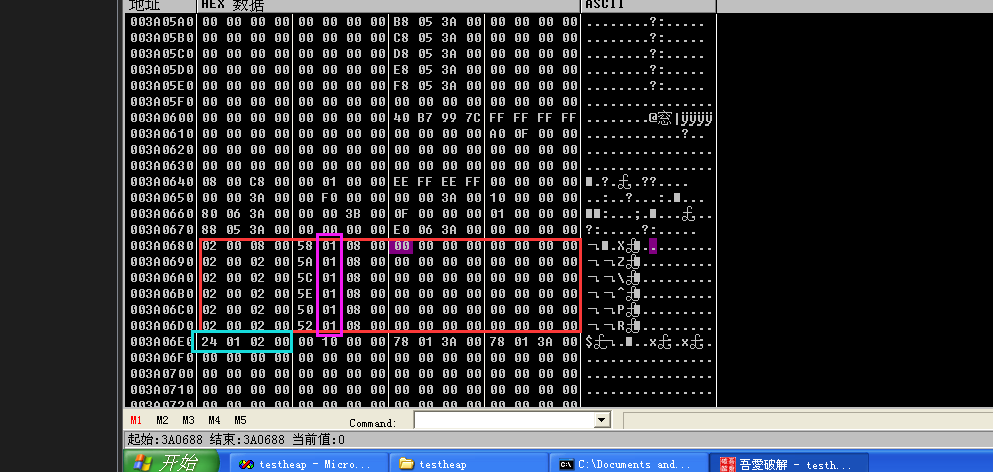 地址 HEX 数据 ASCII
003A05A0 00 00 00 00 00 00 00 00 B8 05 3A 00 00 00 00 00 ........?:.....
003A05B0 00 00 00 00 00 00 00 00 C8 05 3A 00 00 00 00 00 ........?:.....
003A05C0 00 00 00 00 00 00 00 00 D8 05 3A 00 00 00 00 00 ........?:.....
003A05D0 00 00 00 00 00 00 00 00 E8 05 3A 00 00 00 00 00 ........?:.....
003A05E0 00 00 00 00 00 00 00 00 F8 05 3A 00 00 00 00 00 ........?:.....
003A05F0 00 00 00 00 00 00 00 00 00 00 00 00 00 00 00 00 ................
003A0600 00 00 00 00 00 00 00 00 40 B7 99 7C FF FF FF FF ........@窓|ÿÿÿÿ
003A0610 00 00 00 00 00 00 00 00 A0 0F 00 00 00 00 00 00 ........?..
003A0620 00 00 00 00 00 00 00 00 00 00 00 00 00 00 00 00 ................
003A0630 00 00 00 00 00 00 00 00 00 00 00 00 00 00 00 00 ................
003A0640 08 00 C8 00 00 01 00 00 EE FF EE FF 00 00 00 00
003A0650 00 00 3A 00 00 F0 00 00 00 00 3A 00 10 00 00 00
003A0660 80 06 3A 00 00 00 3B 00 0F 00 00 00 01 00 00 00
003A0670 88 05 3A 00 00 00 00 00 E0 06 3A 00 00 00 00 00 ?:.....?:.....
003A0680 02 00 08 00 58 01 08 00 00 00 00 00 00 00 00 00
003A0690 02 00 02 00 5A 01 08 00 00 00 00 00 00 00 00 00
003A06A0 02 00 02 00 5C 01 08 00 00 00 00 00 00 00 00 00
003A06B0 02 00 02 00 5E 01 08 00 00 00 00 00 00 00 00 00
003A06C0 02 00 02 00 50 01 08 00 00 00 00 00 00 00 00 00
003A06D0 02 00 02 00 52 01 08 00 00 00 00 00 00 00 00 00
003A06E0 24 01 02 00 00 10 00 00 78 01 3A 00 78 01 3A 00
003A06F0 00 00 00 00 00 00 00 00 00 00 00 00 00 00 00 00 ................
003A0700 00 00 00 00 00 00 00 00 00 00 00 00 00 00 00 00 ................
003A0710 00 00 00 00 00 00 00 00 00 00 00 00 00 00 00 00 ................
003A0720 00 00 00 00 00 00 00 00 00 00 00 00 00 00 00 00
M1 M2 M3 M4 M5 Command:
起始:3A0688 结束:3A0688 当前值:0
开始 testheap - Micro... testheap C:\Documents and... 吾愛破解 - testh...